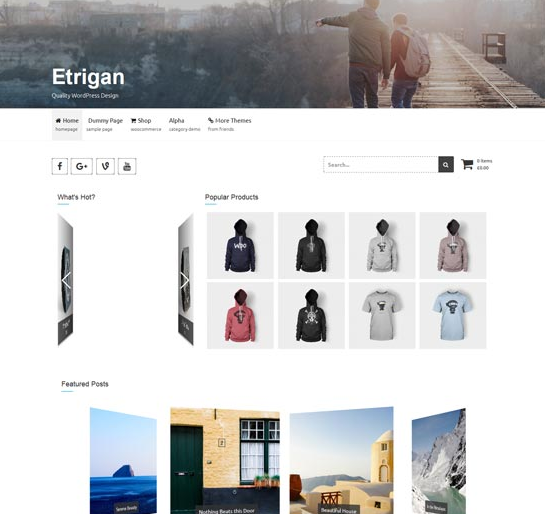 Etrigan
Quality WordPress Design
Home
homepage
Dummy Page
sample page
Shop
woocommerce
Alpha
category demo
More Themes
from friends
Search...
0 items
£0.00
What's Hot?
Popular Products
WOO
Featured Posts
Serene Beauty
Nothing Beats this Door
Beautiful House